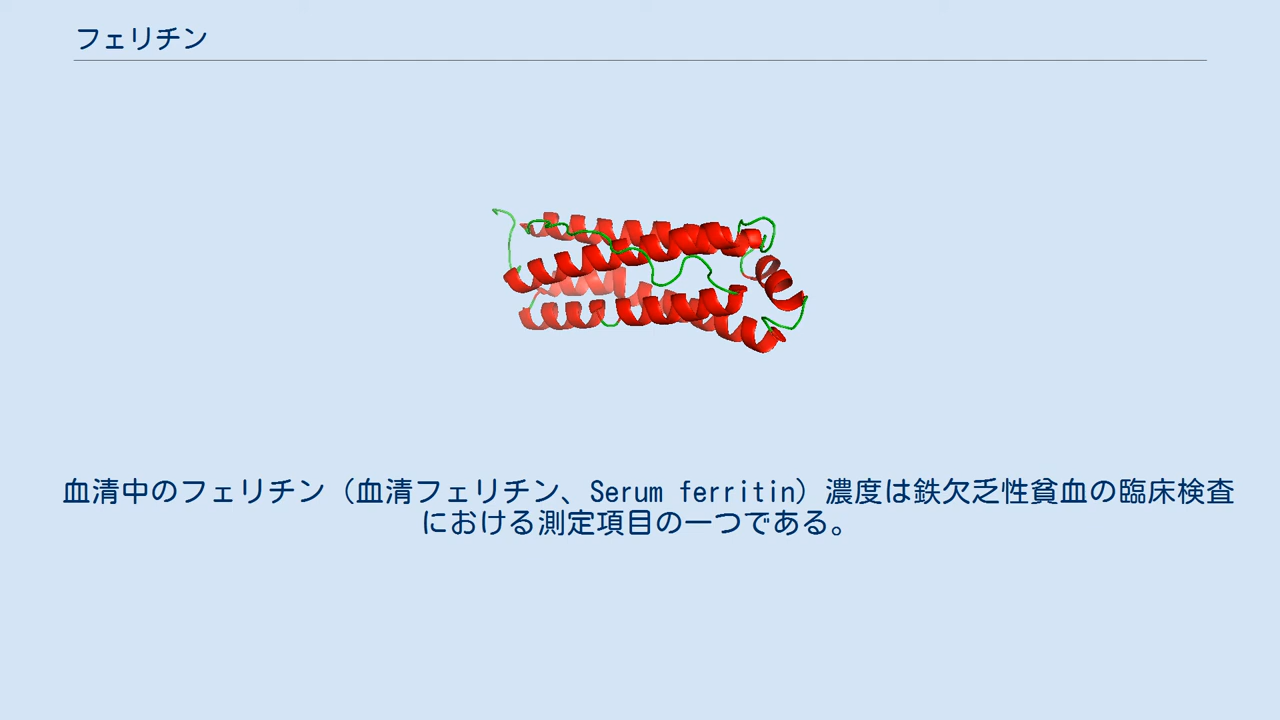 フェリチン
血清中のフェリチン（血清フェリチン、Serum ferritin）濃度は鉄欠乏性貧血の臨床検査
における測定項目の一つである。